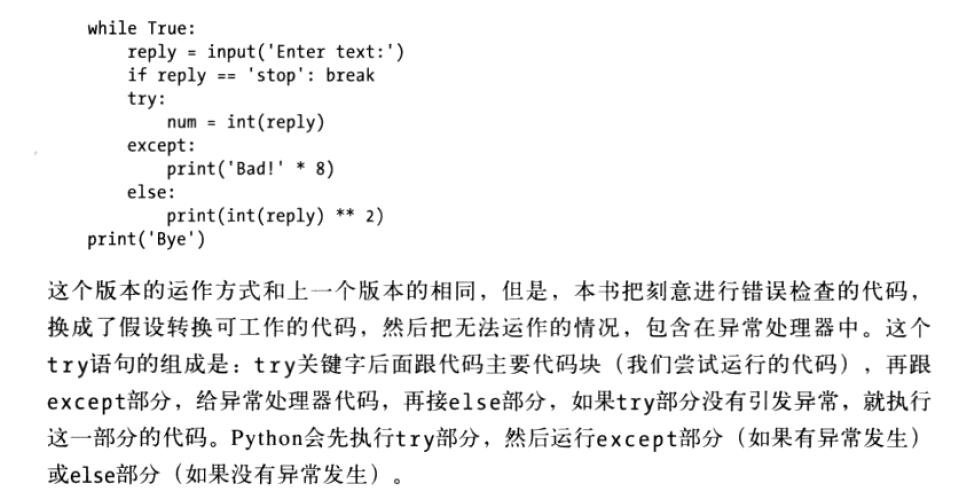 while True:
    reply = input('Enter text:')
    if reply == 'stop': break
    try:
        num = int(reply)
    except:
        print('Bad!' * 8)
    else:
        print(int(reply) ** 2)
print('Bye')
这个版本的运作方式和上一个版本的相同，但是，本书把刻意进行错误检查的代码，
换成了假设转换可工作的代码，然后把无法运作的情况，包含在异常处理器中。这个
try语句的组成是：try关键字后面跟代码主要代码块（我们尝试运行的代码），再跟
except部分，给异常处理器代码，再接else部分，如果try部分没有引发异常，就执行
这一部分的代码。Python会先执行try部分，然后运行except部分（如果有异常发生）
或else部分（如果没有异常发生）。